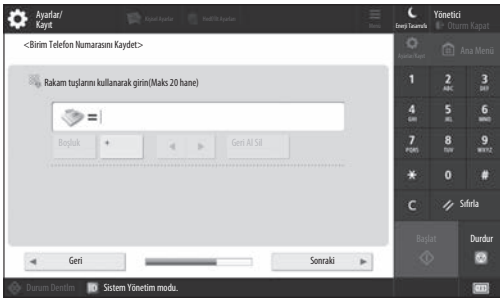 Ayarlar/
Kayıt
Enerji Tasarrufu
Yönetici
Oturum Kapat
<Birim Telefon Numarasını Kaydet>
Ana Menü
Rakam tuşlarını kullanarak girin(Maks 20 hane)
=
Boşluk
+
Geri Al Sil
1
2 ABC
3 DEF
4 GHI
5 JKL
6 MNO
7 PQRS
8 TUV
9 WXYZ
* 0 #
C
Sıfırla
Başlat
Durdur
Geri
Sonraki
Sistem Yönetim modu.